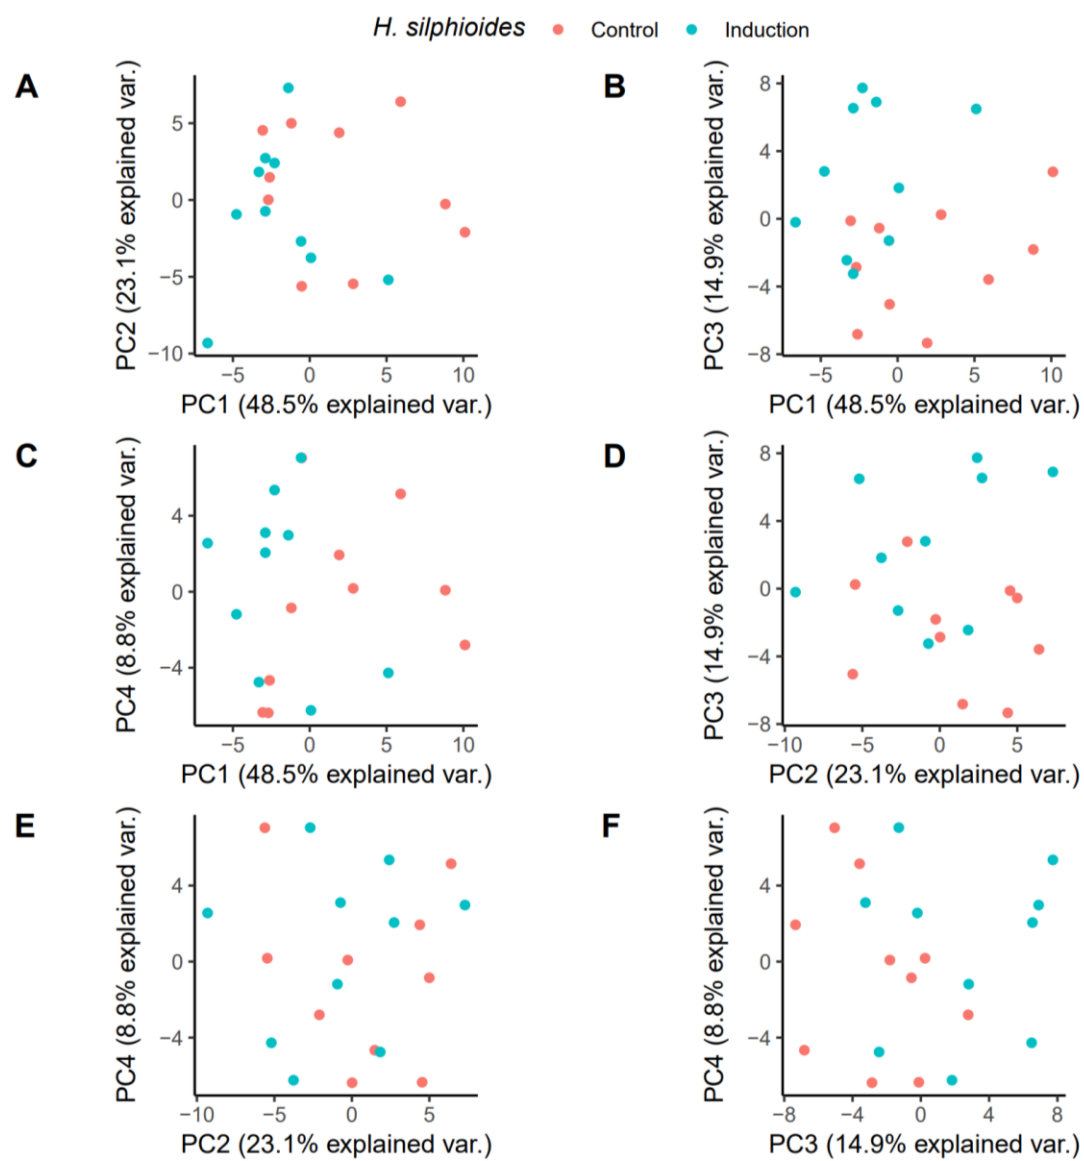 H. silphioides Control Induction
A
PC2 (23.1% explained var.)
5
0
−5
−10
−5 0 5 10
PC1 (48.5% explained var.)
B
PC3 (14.9% explained var.)
8
4
0
−4
−8
−5 0 5 10
PC1 (48.5% explained var.)
C
PC4 (8.8% explained var.)
4
0
−4
−5 0 5 10
PC1 (48.5% explained var.)
D
PC3 (14.9% explained var.)
8
4
0
−4
−8
−10 −5 0 5
PC2 (23.1% explained var.)
E
PC4 (8.8% explained var.)
4
0
−4
−10 −5 0 5
PC2 (23.1% explained var.)
F
PC4 (8.8% explained var.)
4
0
−4
−8 −4 0 4 8
PC3 (14.9% explained var.)